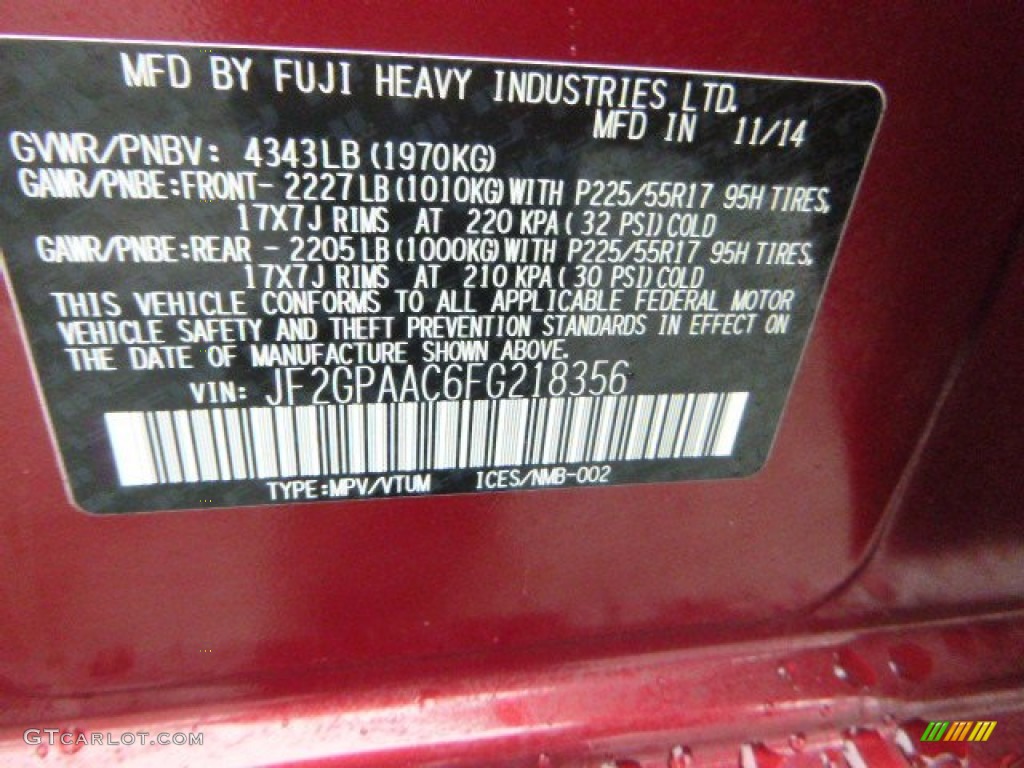 MFD BY FUJI HEAVY INDUSTRIES LTD.
MFD IN 11/14
GVWR/PNBV: 4343LB(1970KG)
GAWR/PNBE:FRONT- 2227LB(1010KG)WITH P225/55R17 95H TIRES,
17X7J RIMS AT 220 KPA(32 PSI)COLD
GAWR/PNBE:REAR - 2205LB(1000KG)WITH P225/55R17 95H TIRES,
17X7J RIMS AT 210 KPA(30 PSI)COLD
THIS VEHICLE CONFORMS TO ALL APPLICABLE FEDERAL MOTOR
VEHICLE SAFETY AND THEFT PREVENTION STANDARDS IN EFFECT ON
THE DATE OF MANUFACTURE SHOWN ABOVE.
VIN: JF2GPAAC6FG218356
TYPE:MPV/VTUM ICES/NMB-002
GTCARLOT.COM